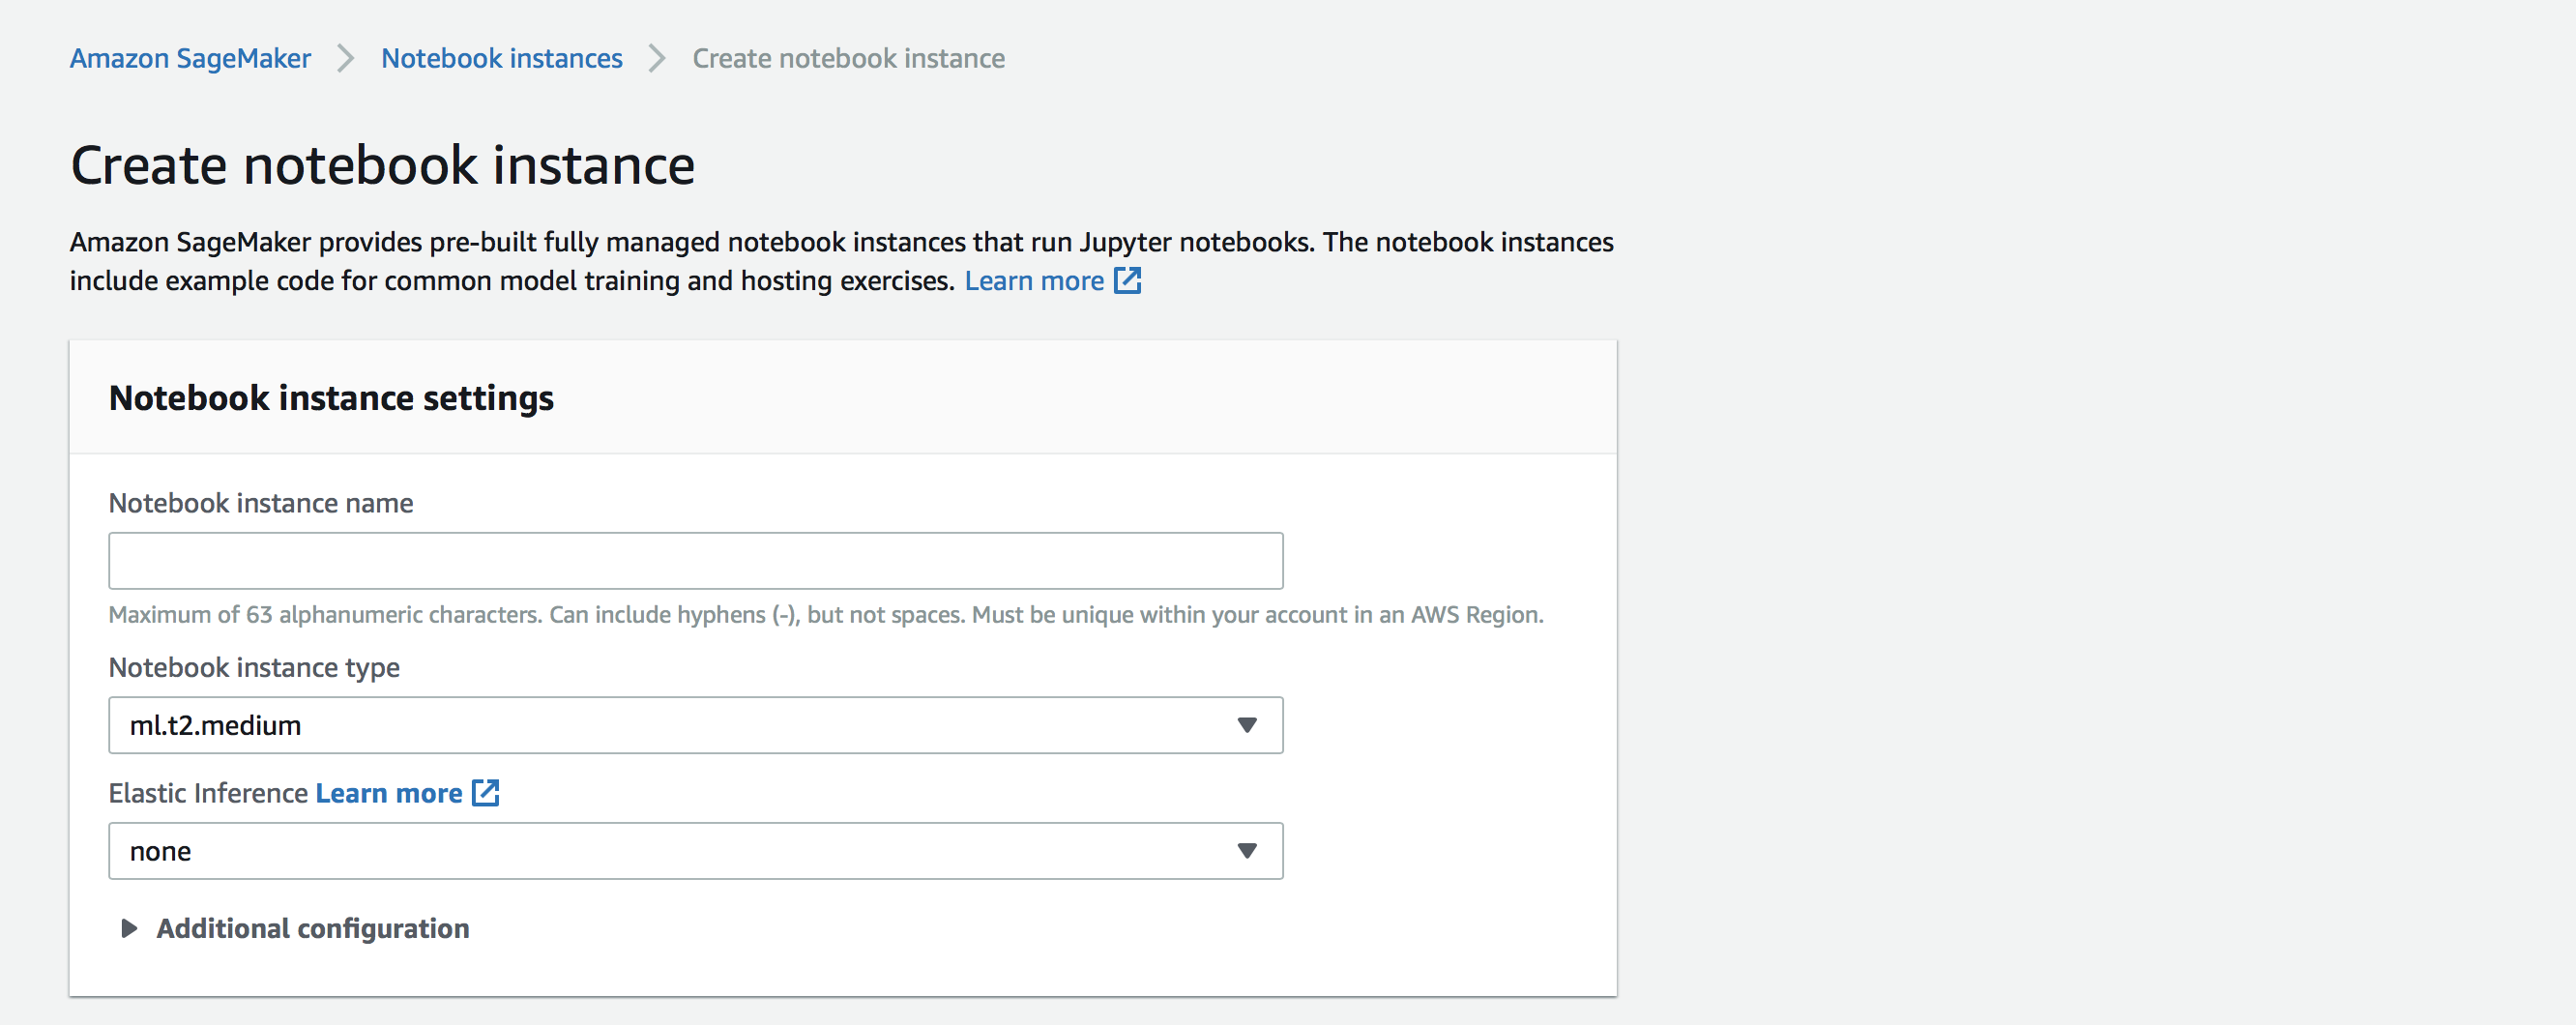 Amazon SageMaker
Notebook instances
Create notebook instance
Create notebook instance
Amazon SageMaker provides pre-built fully managed notebook instances that run Jupyter notebooks. The notebook instances
include example code for common model training and hosting exercises. Learn more
Notebook instance settings
Notebook instance name
Maximum of 63 alphanumeric characters. Can include hyphens (-), but not spaces. Must be unique within your account in an AWS Region.
Notebook instance type
ml.t2.medium
Elastic Inference Learn more
none
Additional configuration